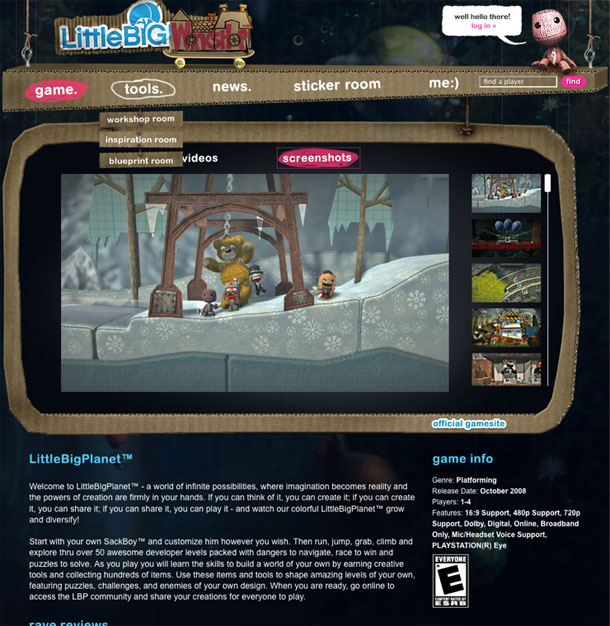 LittleBIG Workshop
well hello there!
log in »
game.
tools.
news.
sticker room
me:)
find a player
find
workshop room
inspiration room
blueprint room
videos
screenshots
official gamesite
LittleBigPlanet™
Welcome to LittleBigPlanet™ - a world of infinite possibilities, where imagination becomes reality and
the powers of creation are firmly in your hands. If you can think of it, you can create it; if you can create
it, you can share it; if you can share it, you can play it - and watch our colorful LittleBigPlanet™ grow
and diversify!
Start with your own SackBoy™ and customize him however you wish. Then run, jump, grab, climb and
explore thru over 50 awesome developer levels packed with dangers to navigate, race to win and
puzzles to solve. As you play you will learn the skills to build a world of your own by earning creative
tools and collecting hundreds of items. Use these items and tools to shape amazing levels of your own,
featuring puzzles, challenges, and enemies of your own design. When you are ready, go online to
access the LBP community and share your creations for everyone to play.
rave reviews
game info
Genre: Platforming
Release Date: October 2008
Players: 1-4
Features: 16:9 Support, 480p Support, 720p
Support, Dolby, Digital, Online, Broadband
Only, Mic/Headset Voice Support,
PLAYSTATION(R) Eye
EVERYONE
E
CONTENT RATED BY
ESRB